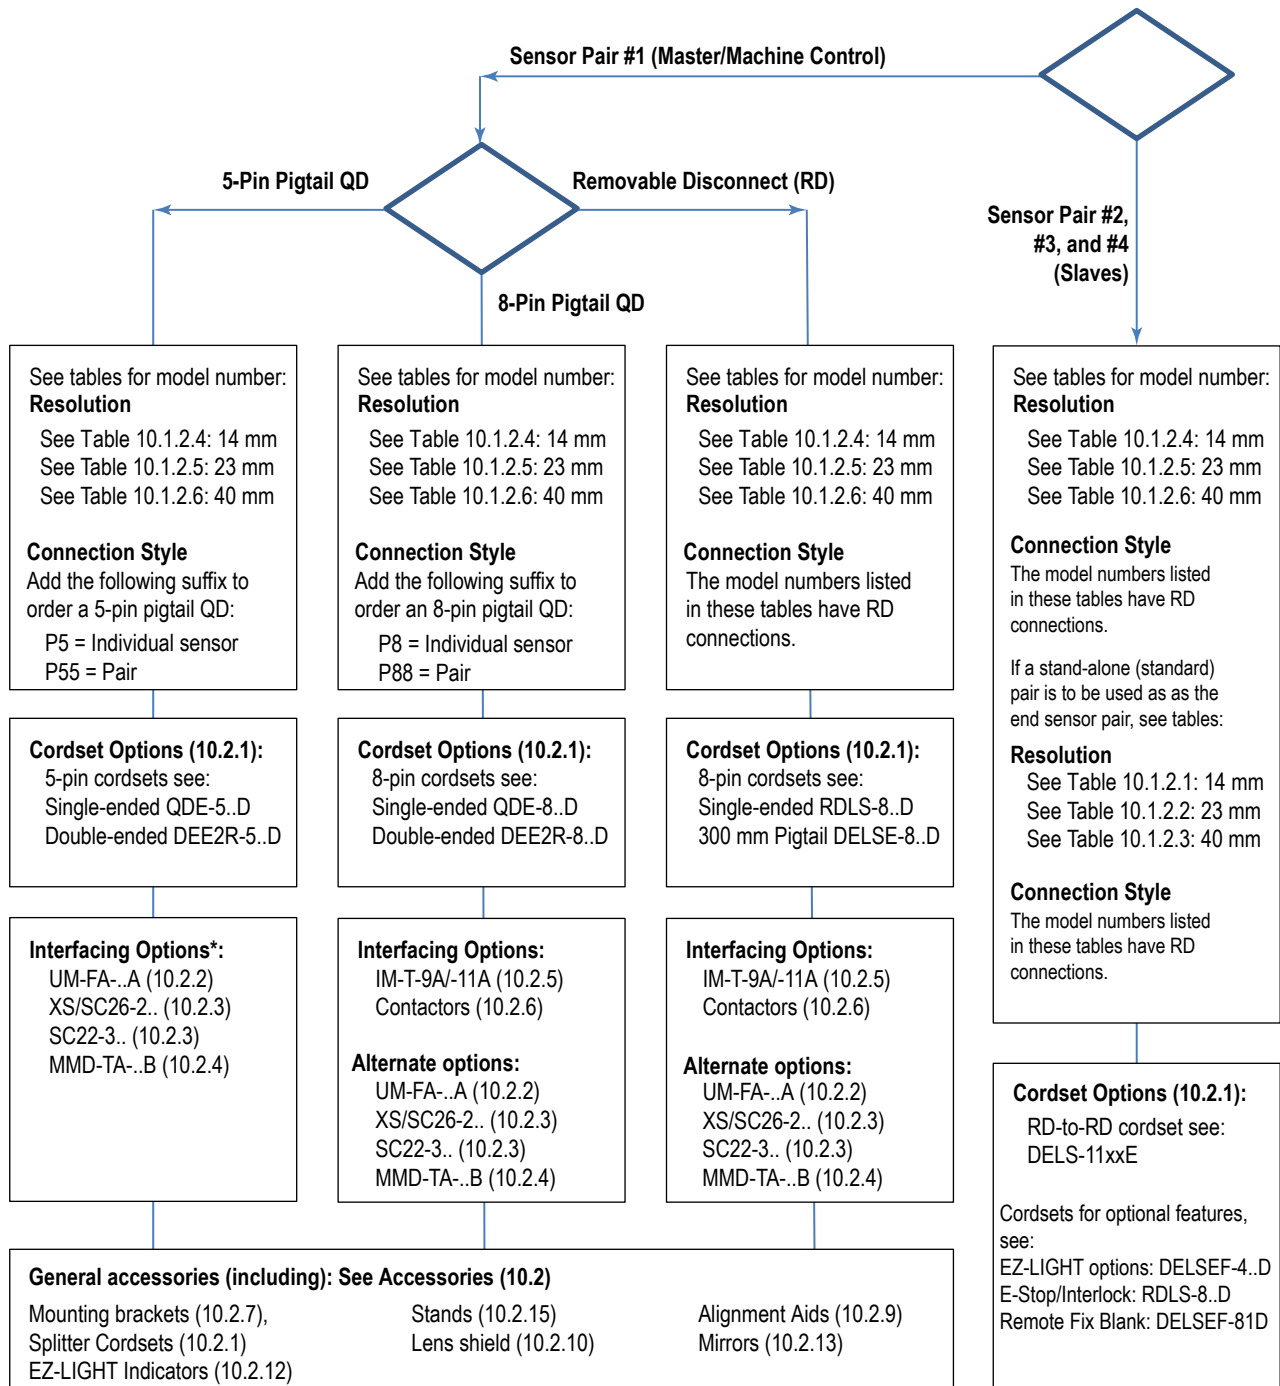 Sensor Pair #1 (Master/Machine Control)
5-Pin Pigtail QD
Removable Disconnect (RD)
8-Pin Pigtail QD
Sensor Pair #2,
#3, and #4
(Slaves)
See tables for model number:
Resolution
See Table 10.1.2.4: 14 mm
See Table 10.1.2.5: 23 mm
See Table 10.1.2.6: 40 mm
Connection Style
Add the following suffix to
order a 5-pin pigtail QD:
P5 = Individual sensor
P55 = Pair
Cordset Options (10.2.1):
5-pin cordsets see:
Single-ended QDE-5..D
Double-ended DEE2R-5..D
Interfacing Options*:
UM-FA-..A (10.2.2)
XS/SC26-2.. (10.2.3)
SC22-3.. (10.2.3)
MMD-TA-..B (10.2.4)
See tables for model number:
Resolution
See Table 10.1.2.4: 14 mm
See Table 10.1.2.5: 23 mm
See Table 10.1.2.6: 40 mm
Connection Style
Add the following suffix to
order an 8-pin pigtail QD:
P8 = Individual sensor
P88 = Pair
Cordset Options (10.2.1):
8-pin cordsets see:
Single-ended QDE-8..D
Double-ended DEE2R-8..D
Interfacing Options:
IM-T-9A/-11A (10.2.5)
Contactors (10.2.6)
Alternate options:
UM-FA-..A (10.2.2)
XS/SC26-2.. (10.2.3)
SC22-3.. (10.2.3)
MMD-TA-..B (10.2.4)
See tables for model number:
Resolution
See Table 10.1.2.4: 14 mm
See Table 10.1.2.5: 23 mm
See Table 10.1.2.6: 40 mm
Connection Style
The model numbers listed
in these tables have RD
connections.
Cordset Options (10.2.1):
8-pin cordsets see:
Single-ended RDLS-8..D
300 mm Pigtail DELSE-8..D
Interfacing Options:
IM-T-9A/-11A (10.2.5)
Contactors (10.2.6)
Alternate options:
UM-FA-..A (10.2.2)
XS/SC26-2.. (10.2.3)
SC22-3.. (10.2.3)
MMD-TA-..B (10.2.4)
See tables for model number:
Resolution
See Table 10.1.2.4: 14 mm
See Table 10.1.2.5: 23 mm
See Table 10.1.2.6: 40 mm
Connection Style
The model numbers listed
in these tables have RD
connections.
If a stand-alone (standard)
pair is to be used as as the
end sensor pair, see tables:
Resolution
See Table 10.1.2.1: 14 mm
See Table 10.1.2.2: 23 mm
See Table 10.1.2.3: 40 mm
Connection Style
The model numbers listed
in these tables have RD
connections.
Cordset Options (10.2.1):
RD-to-RD cordset see:
DELS-11xxE
Cordsets for optional features,
see:
EZ-LIGHT options: DELSEF-4..D
E-Stop/Interlock: RDLS-8..D
Remote Fix Blank: DELSEF-81D
General accessories (including): See Accessories (10.2)
Mounting brackets (10.2.7),
Splitter Cordsets (10.2.1)
EZ-LIGHT Indicators (10.2.12)
Stands (10.2.15)
Lens shield (10.2.10)
Alignment Aids (10.2.9)
Mirrors (10.2.13)